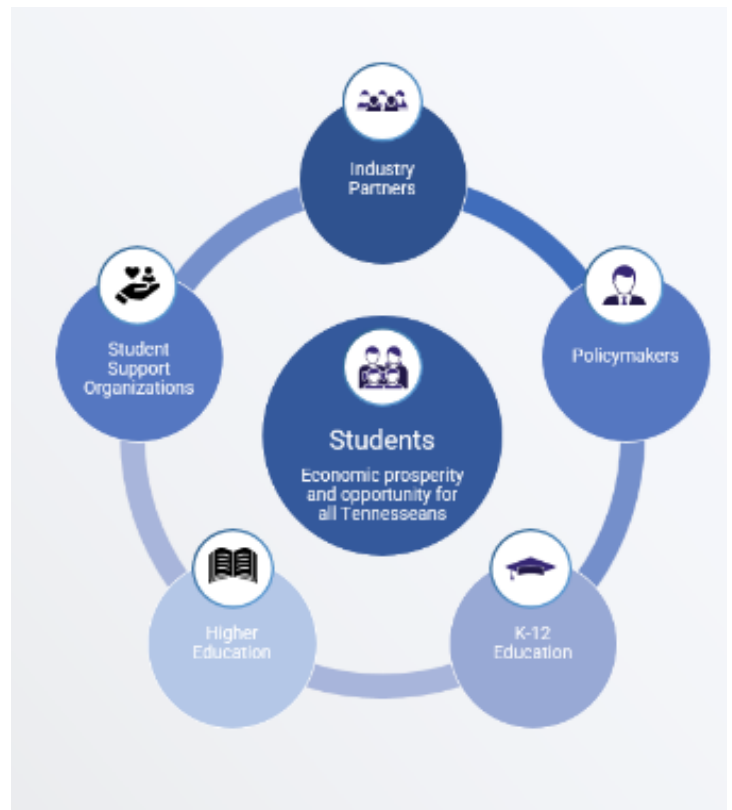 Industry
Partners
Policymakers
Student
Support
Organizations
Students
Economic prosperity
and opportunity for
all Tennesseans
Higher
Education
K-12
Education